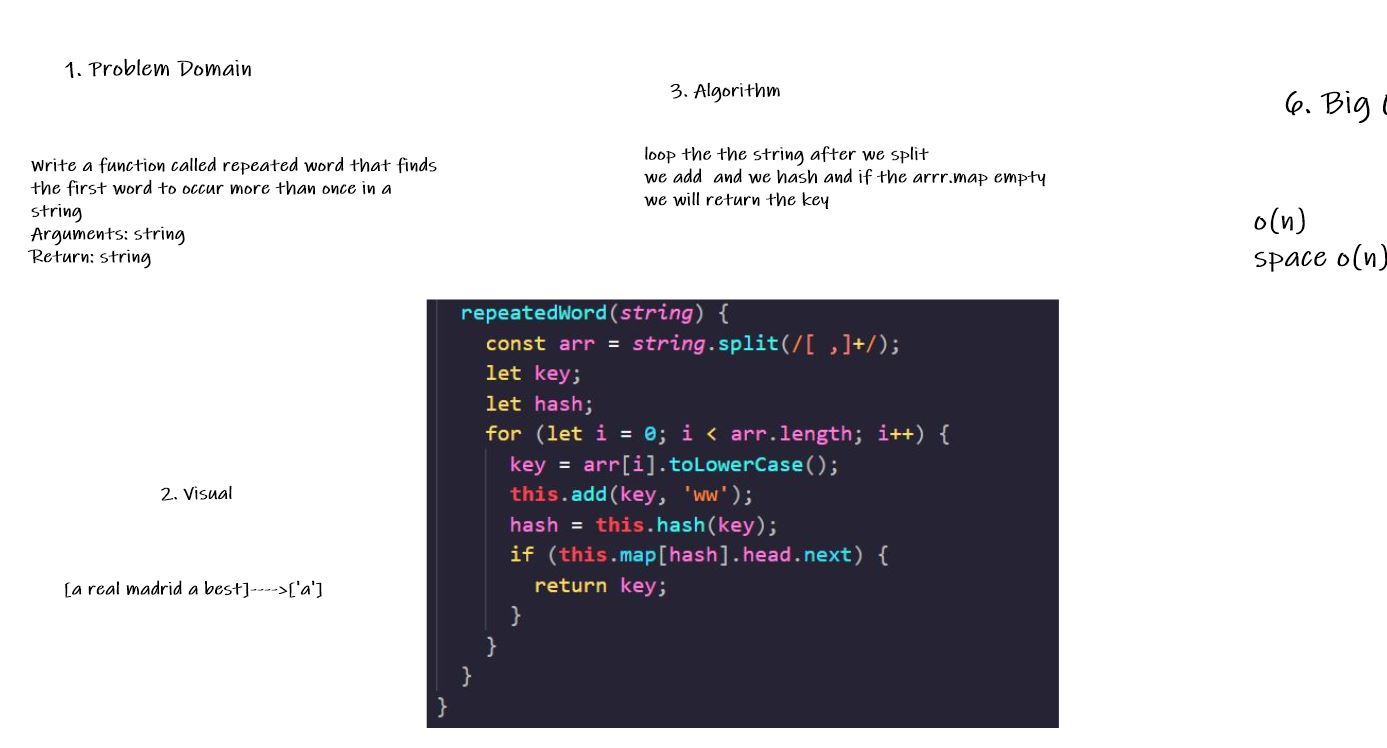 1. Problem Domain
Write a function called repeated word that finds
the first word to occur more than once in a
string
Arguments: string
Return: string
2. Visual
[a real madrid a best]---->['a']
3. Algorithm
loop the the string after we split
we add and we hash and if the arrr.map empty
we will return the key
repeatedWord(string) {
const arr = string.split(/[ ,]+/);
let key;
let hash;
for (let i = 0; i < arr.length; i++) {
key = arr[i].toLowerCase();
this.add(key, 'ww');
hash = this.hash(key);
if (this.map[hash].head.next) {
return key;
}
}
}
}
6. Big
o(n)
space o(n)